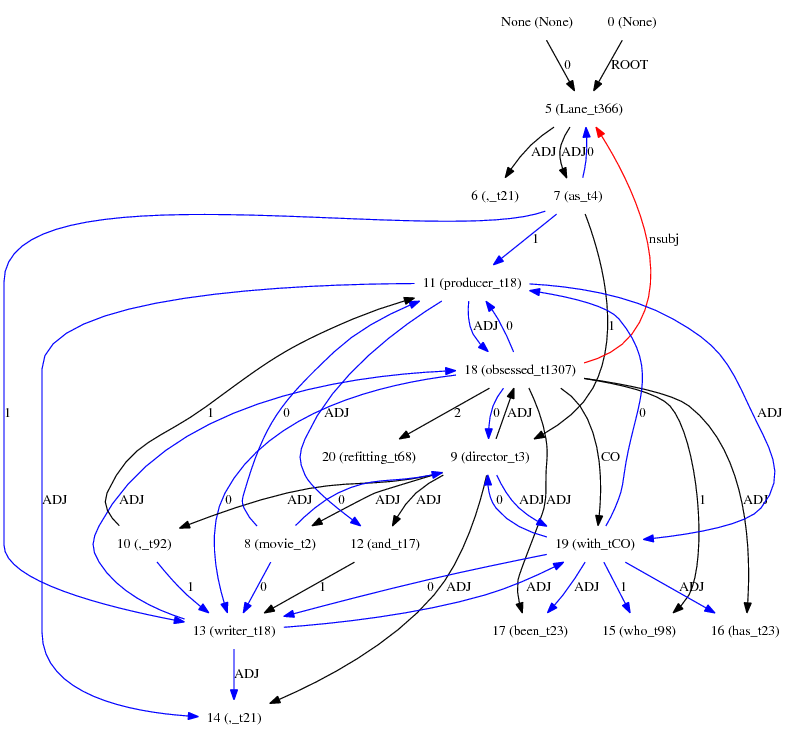 None (None) 0 (None)
0 ROOT
5 (Lane_t366)
ADJ ADJ 0
6 (,_t21) 7 (as_t4)
1 nsubj
11 (producer_t18)
ADJ 0 1
18 (obsessed_t1307)
1 1 0 ADJ ADJ 2 0 ADJ 0 ADJ
20 (refitting_t68) 9 (director_t3) CO
ADJ ADJ 0 0 ADJ ADJ ADJ 0 ADJ ADJ 1 ADJ
10 (,_t92) 8 (movie_t2) 12 (and_t17) 19 (with_tCO)
1 0 1 0 ADJ ADJ ADJ 1 ADJ
13 (writer_t18) 17 (been_t23) 15 (who_t98) 16 (has_t23)
ADJ
14 (,_t21)